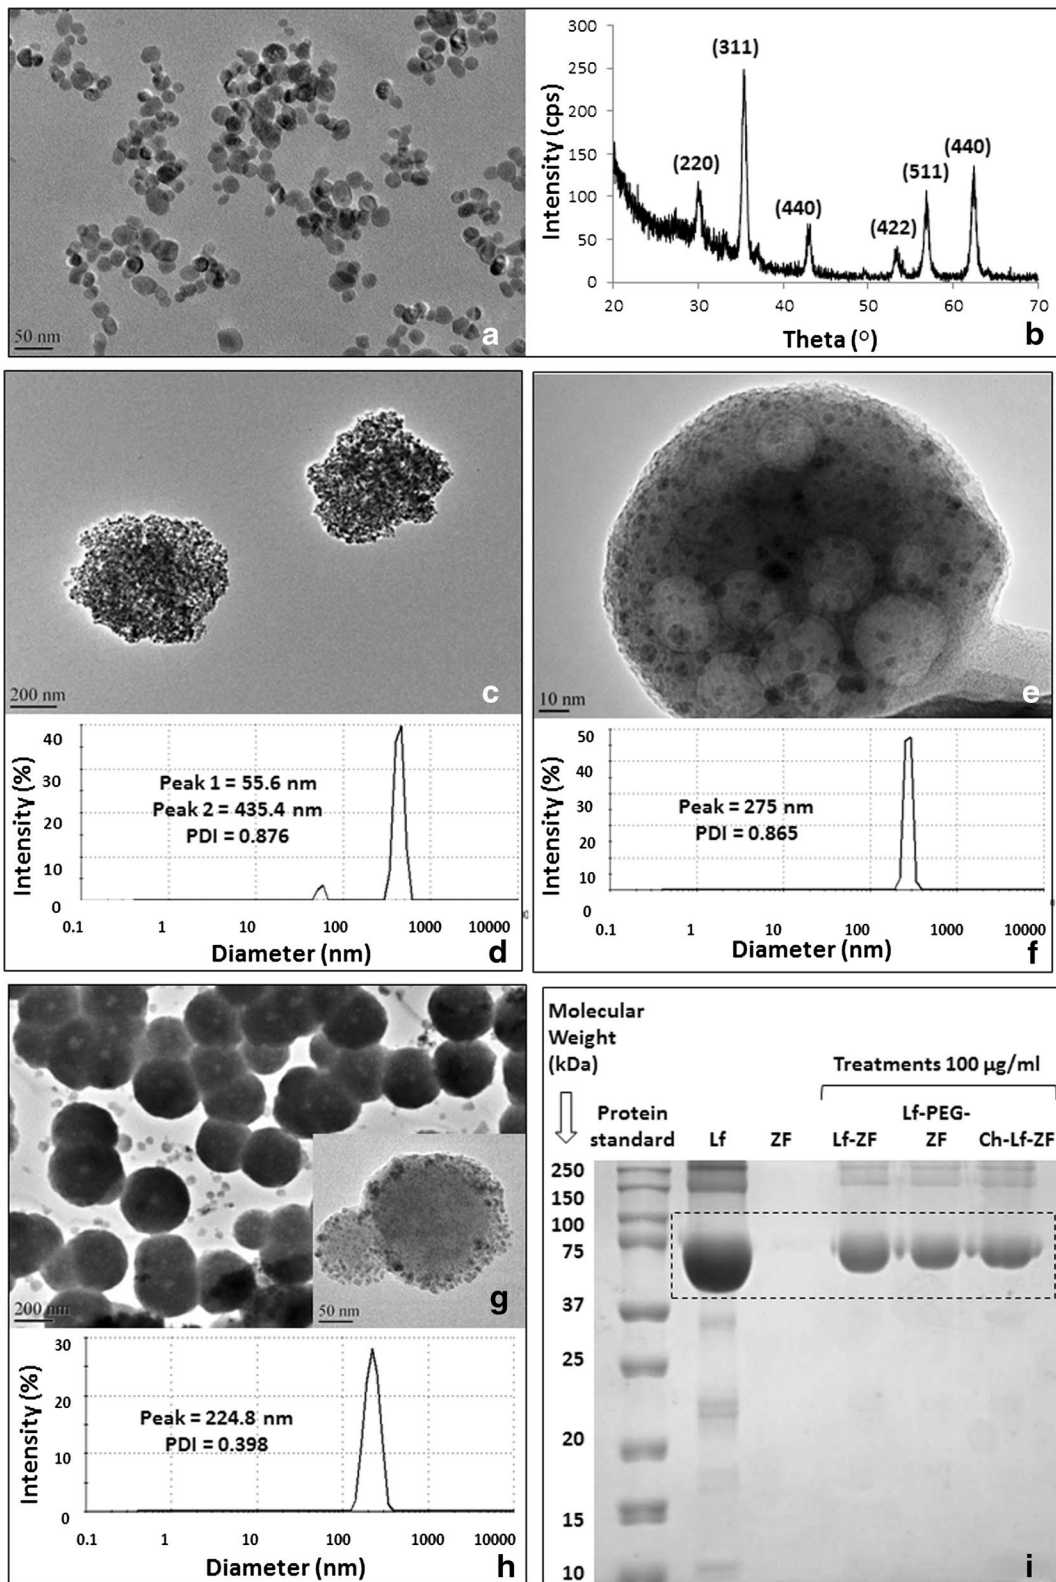 50 nm
a
300
250
200
150
100
50
0
Intensity (cps)
(220)
(311)
(440)
(422)
(511)
(440)
20 30 40 50 60 70
Theta (°)
b
200 nm
c
10 nm
e
40
30
20
10
0
Intensity (%)
Peak 1 = 55.6 nm
Peak 2 = 435.4 nm
PDI = 0.876
0.1 1 10 100 1000 10000
Diameter (nm)
d
50
40
30
20
10
0
Intensity (%)
Peak = 275 nm
PDI = 0.865
0.1 1 10 100 1000 10000
Diameter (nm)
f
200 nm
50 nm
g
30
20
10
0
Intensity (%)
Peak = 224.8 nm
PDI = 0.398
0.1 1 10 100 1000 10000
Diameter (nm)
h
Molecular
Weight
(kDa)
Treatments 100 µg/ml
Protein
standard
Lf
ZF
Lf-ZF
Lf-PEG-
ZF
Ch-Lf-ZF
250
150
100
75
37
25
20
15
10
i